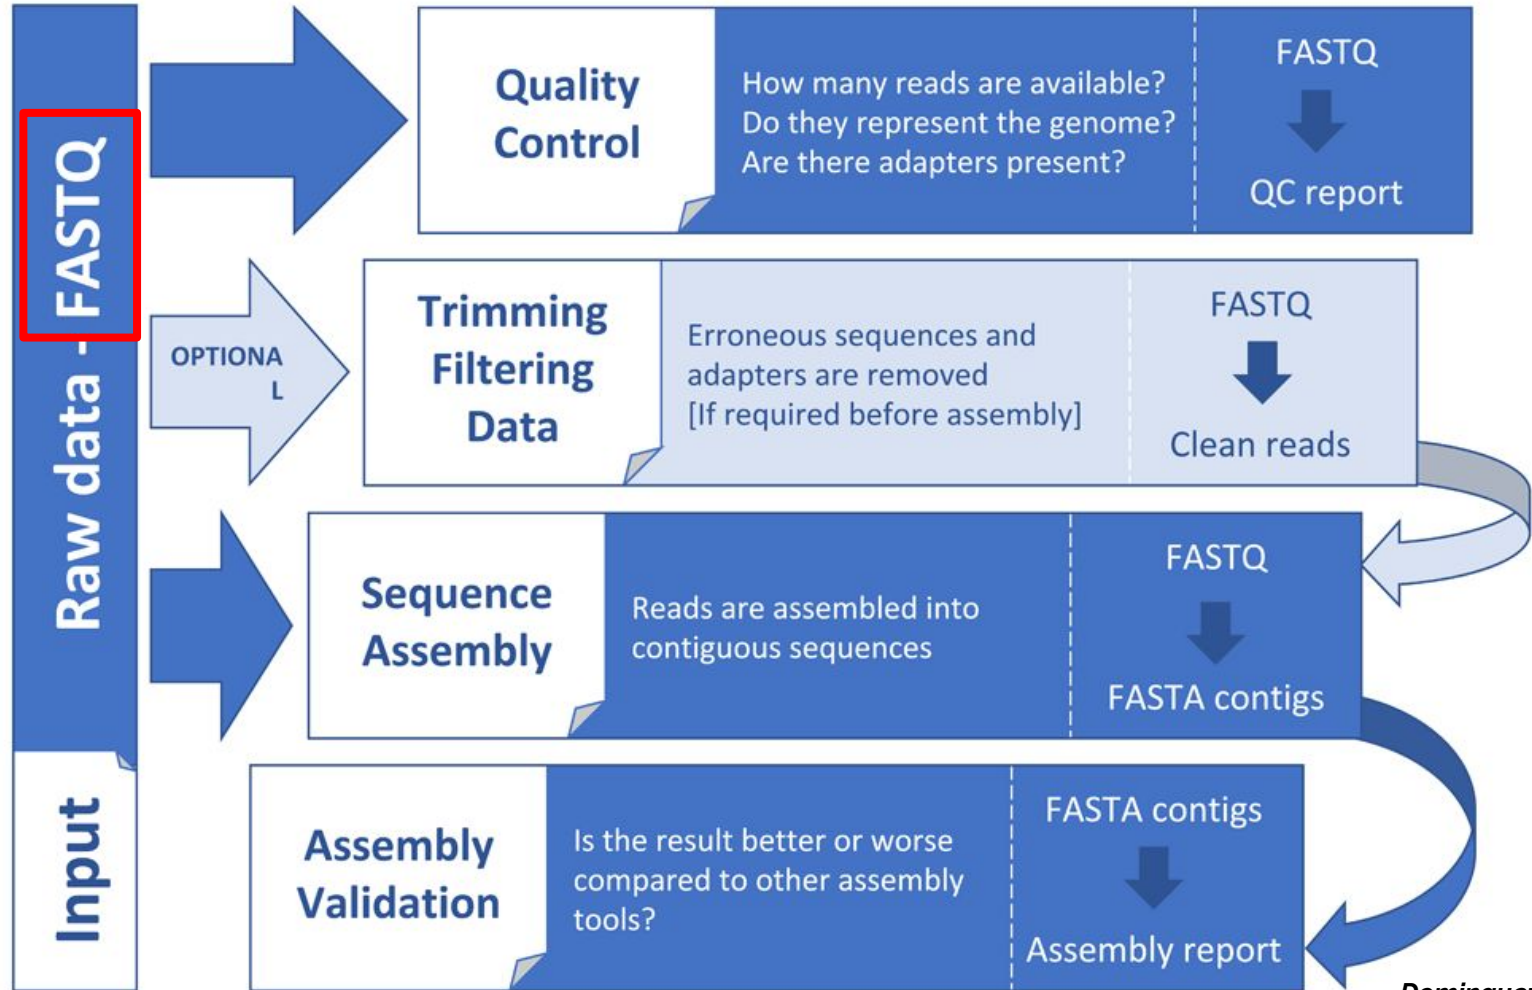 Raw data - FASTQ
Input
Quality
Control
How many reads are available?
Do they represent the genome?
Are there adapters present?
FASTQ
QC report
OPTIONA
L
Trimming
Filtering
Data
Erroneous sequences and
adapters are removed
[If required before assembly]
FASTQ
Clean reads
Sequence
Assembly
Reads are assembled into
contiguous sequences
FASTQ
FASTA contigs
Assembly
Validation
Is the result better or worse
compared to other assembly
tools?
FASTA contigs
Assembly report